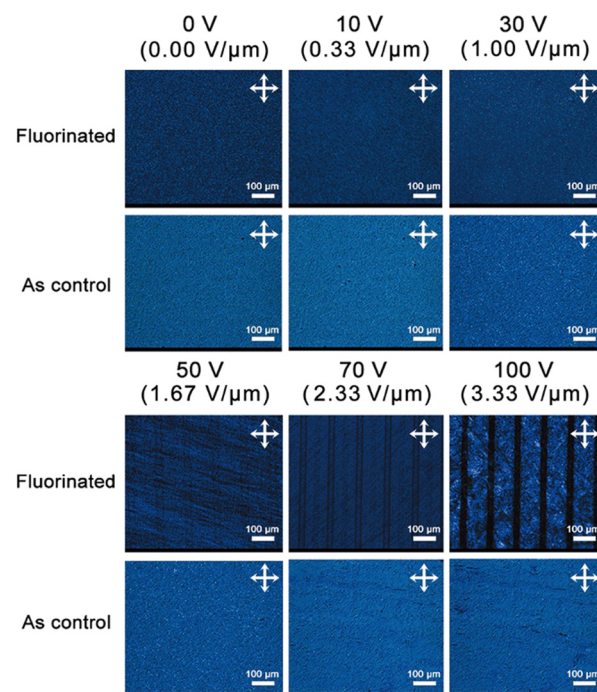 0 V 10 V 30 V
(0.00 V/μm) (0.33 V/μm) (1.00 V/μm)
Fluorinated
100 μm 100 μm 100 μm
As control
100 μm 100 μm 100 μm
50 V 70 V 100 V
(1.67 V/μm) (2.33 V/μm) (3.33 V/μm)
Fluorinated
100 μm 100 μm 100 μm
As control
100 μm 100 μm 100 μm